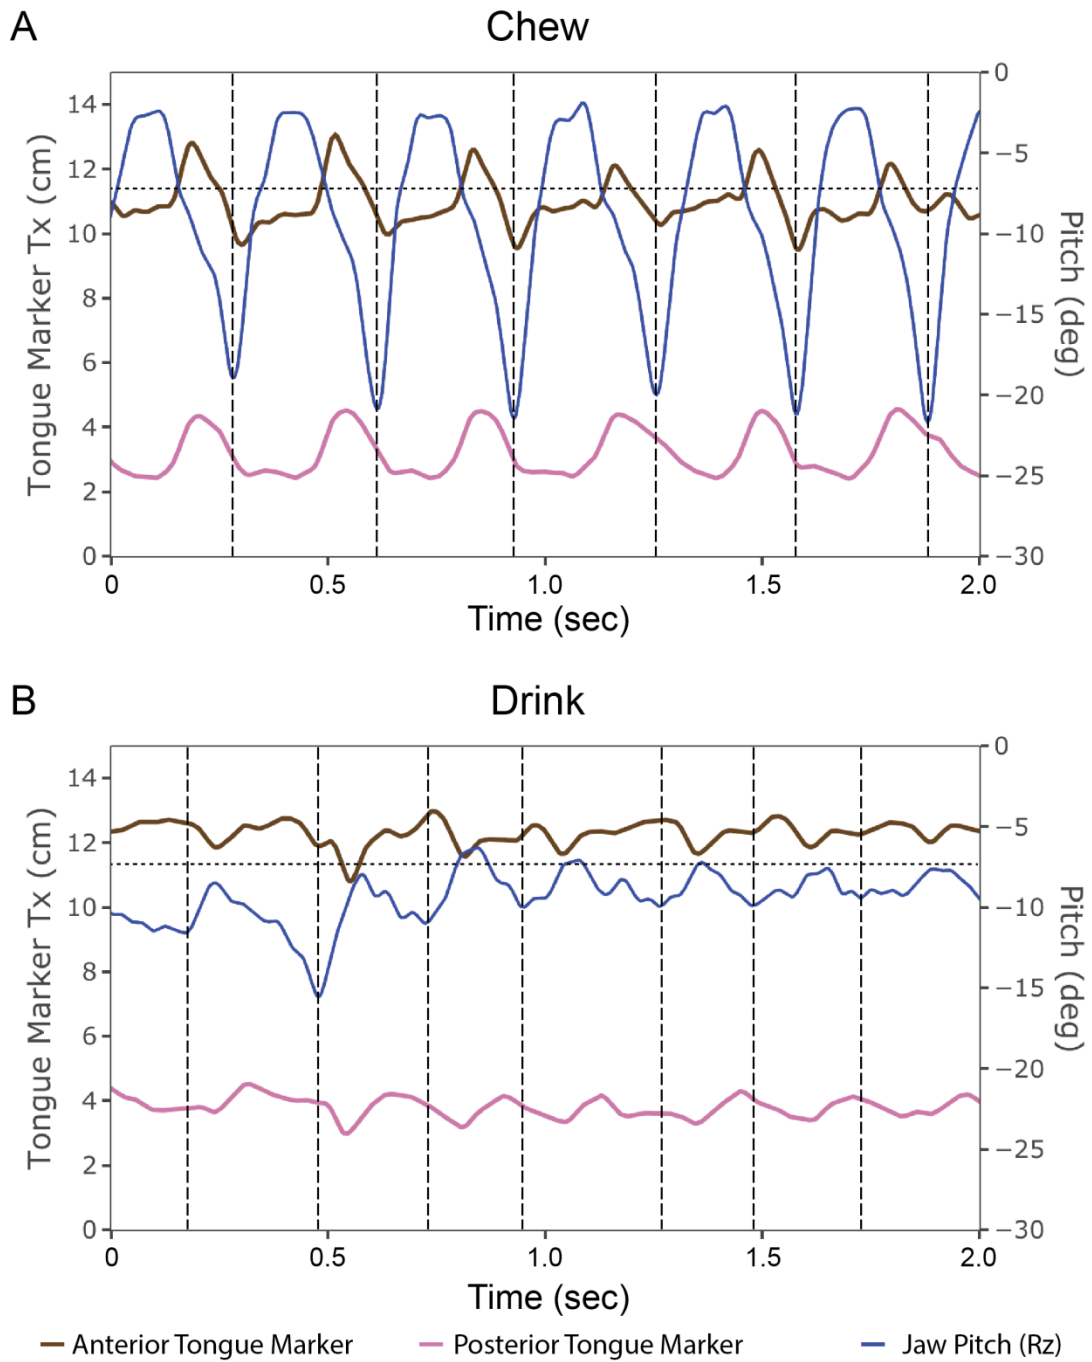 A
Chew
14
12
10
8
6
4
2
0
Tongue Marker Tx (cm)
0
−5
−10
−15
−20
−25
−30
Pitch (deg)
0 0.5 1.0 1.5 2.0
Time (sec)
B
Drink
14
12
10
8
6
4
2
0
Tongue Marker Tx (cm)
0
−5
−10
−15
−20
−25
−30
Pitch (deg)
0 0.5 1.0 1.5 2.0
Time (sec)
Anterior Tongue Marker Posterior Tongue Marker Jaw Pitch (Rz)